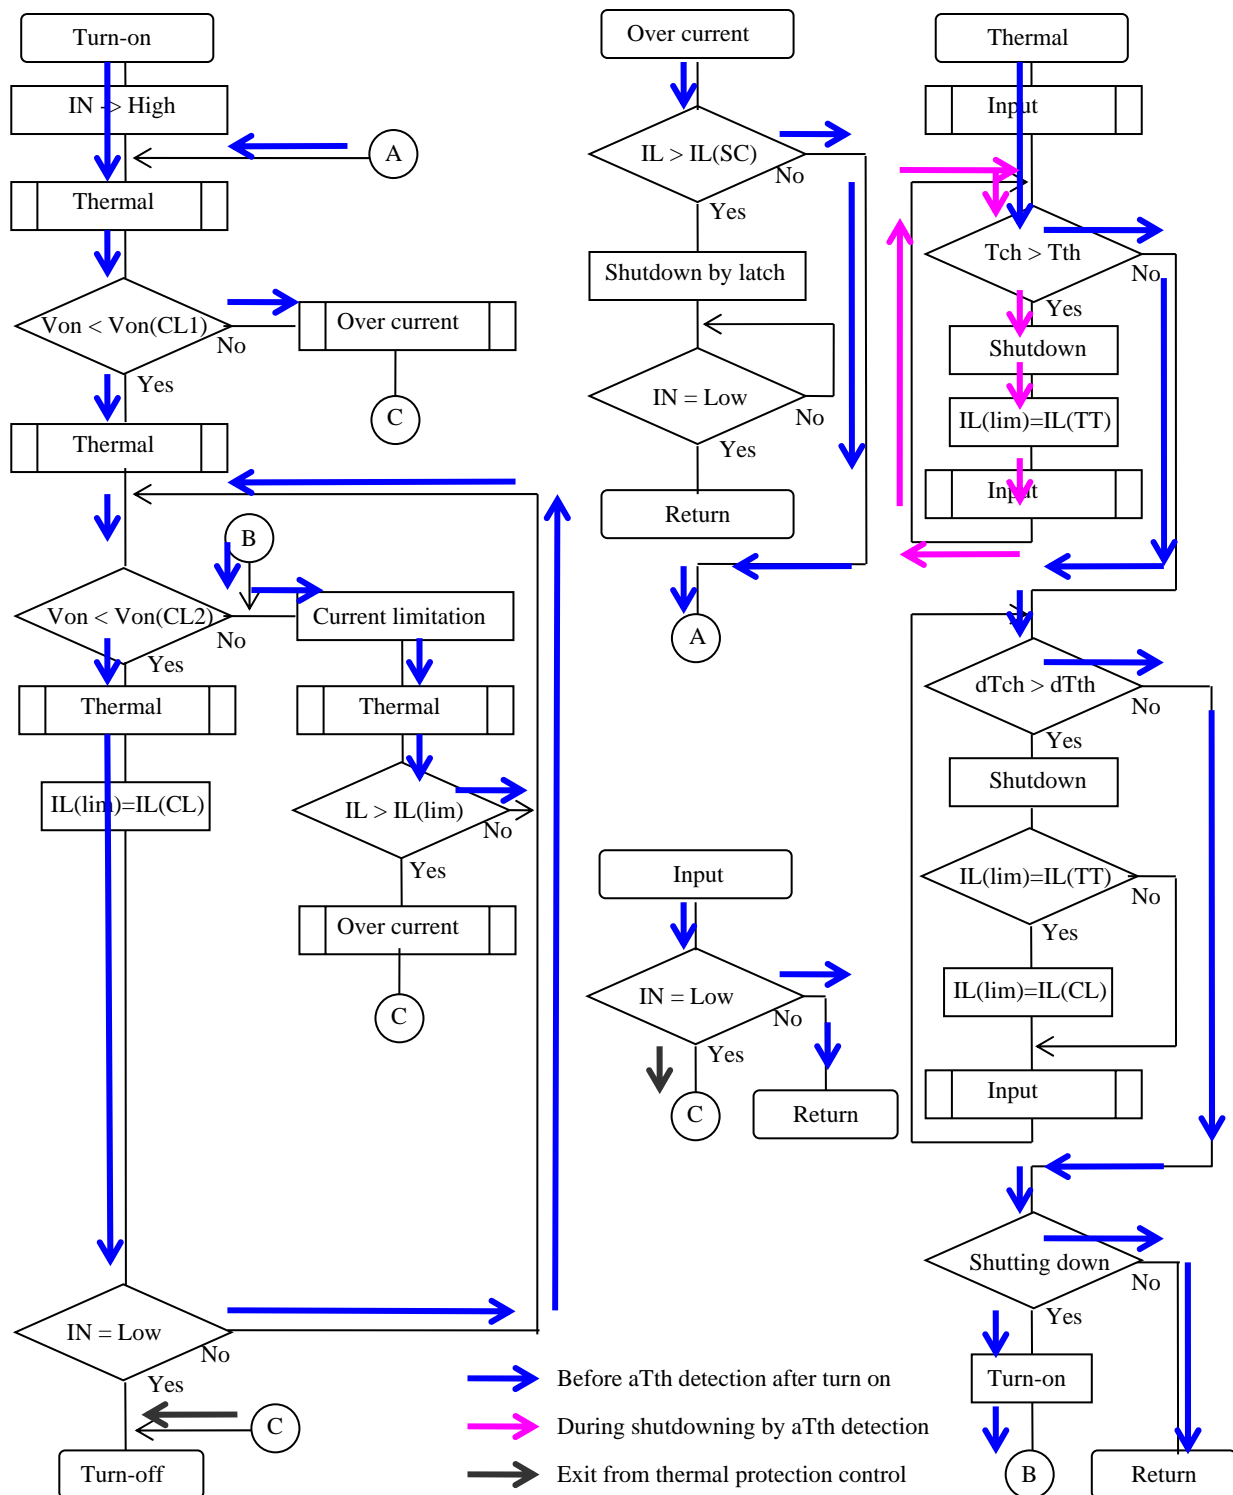 Turn-on
IN -> High
A
Thermal
Von < Von(CL1)
No
Yes
Over current
C
Thermal
B
Von < Von(CL2)
No
Yes
Current limitation
Thermal
Thermal
IL(lim)=IL(CL)
IL > IL(lim)
No
Yes
Over current
C
IN = Low
No
Yes
C
Turn-off
Over current
IL > IL(SC)
No
Yes
Shutdown by latch
IN = Low
No
Yes
Return
A
Input
IN = Low
No
Yes
C
Return
Thermal
Input
Tch > Tth
No
Yes
Shutdown
IL(lim)=IL(TT)
Input
dTch > dTth
No
Yes
Shutdown
IL(lim)=IL(TT)
No
Yes
IL(lim)=IL(CL)
Input
Shutting down
No
Yes
Turn-on
B
Return
Before aTth detection after turn on
During shutdowning by aTth detection
Exit from thermal protection control